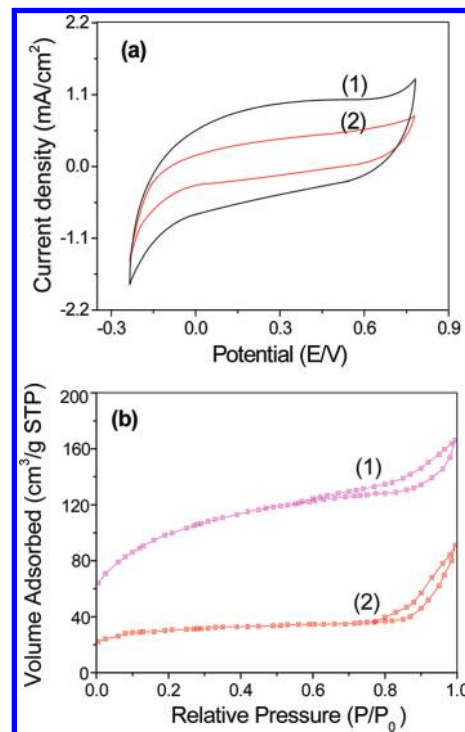 2.2
(a)
(1)
1.1
(2)
0.0
-1.1
-2.2
-0.3 0.0 0.3 0.6 0.9
Current density (mA/cm²)
Potential (E/V)
200
(b)
160
(1)
120
80
40
(2)
0
0.0 0.2 0.4 0.6 0.8 1.0
Volume Adsorbed (cm³/g STP)
Relative Pressure (P/P₀)